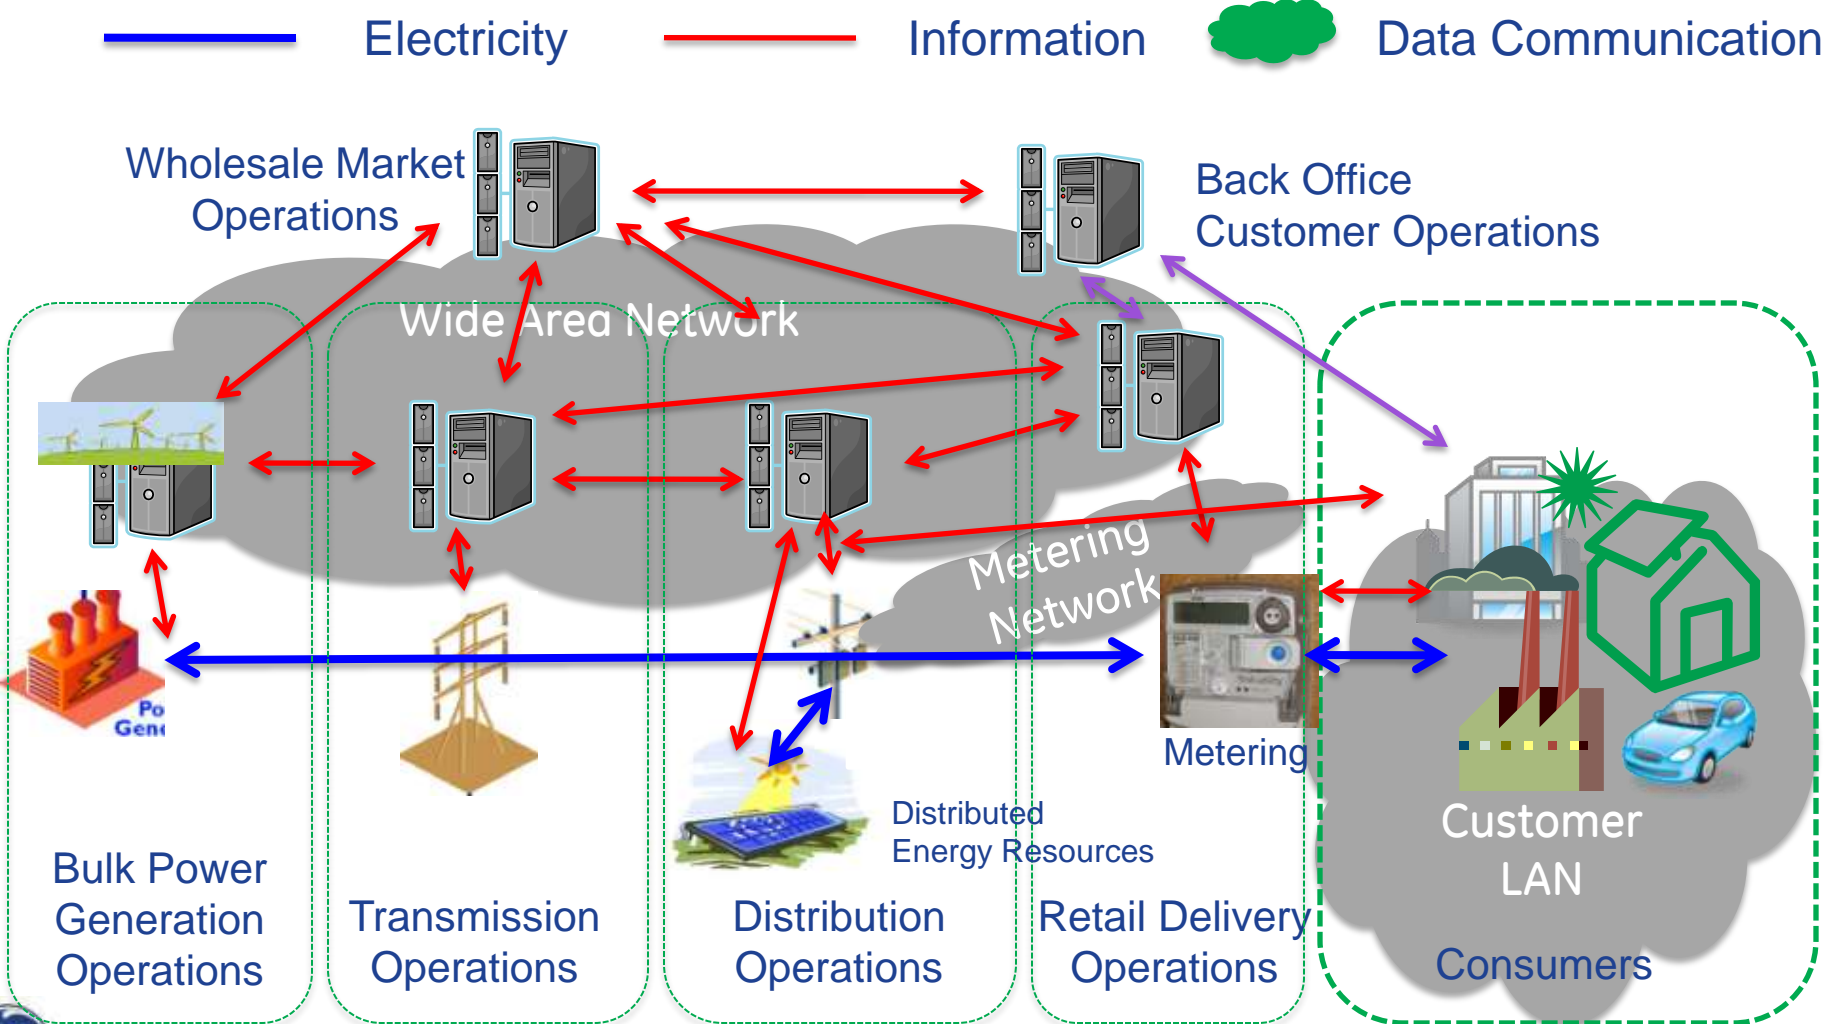 Electricity
Information
Data Communication
Wholesale Market
Operations
Back Office
Customer Operations
Wide Area Network
Metering
Network
Metering
Distributed
Energy Resources
Customer
LAN
Bulk Power
Generation
Operations
Transmission
Operations
Distribution
Operations
Retail Delivery
Operations
Consumers